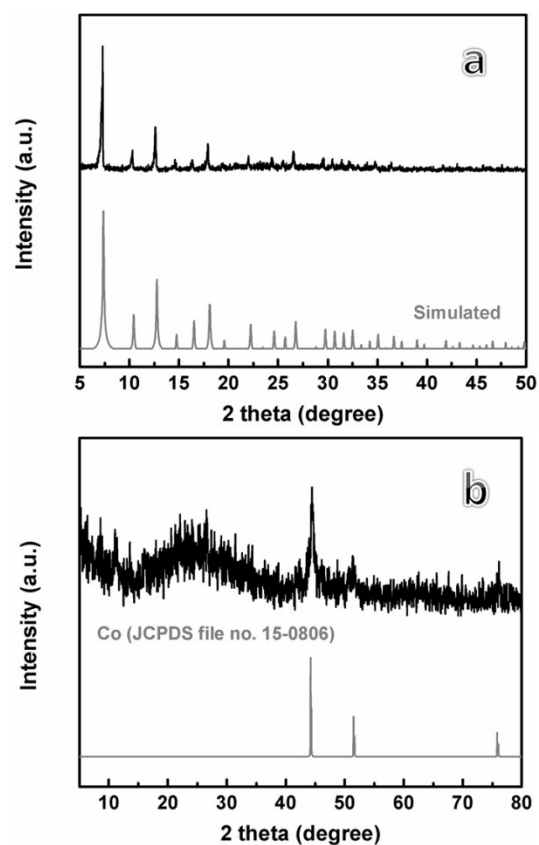 a
Intensity (a.u.)
Simulated
5 10 15 20 25 30 35 40 45 50
2 theta (degree)
b
Intensity (a.u.)
Co (JCPDS file no. 15-0806)
10 20 30 40 50 60 70 80
2 theta (degree)